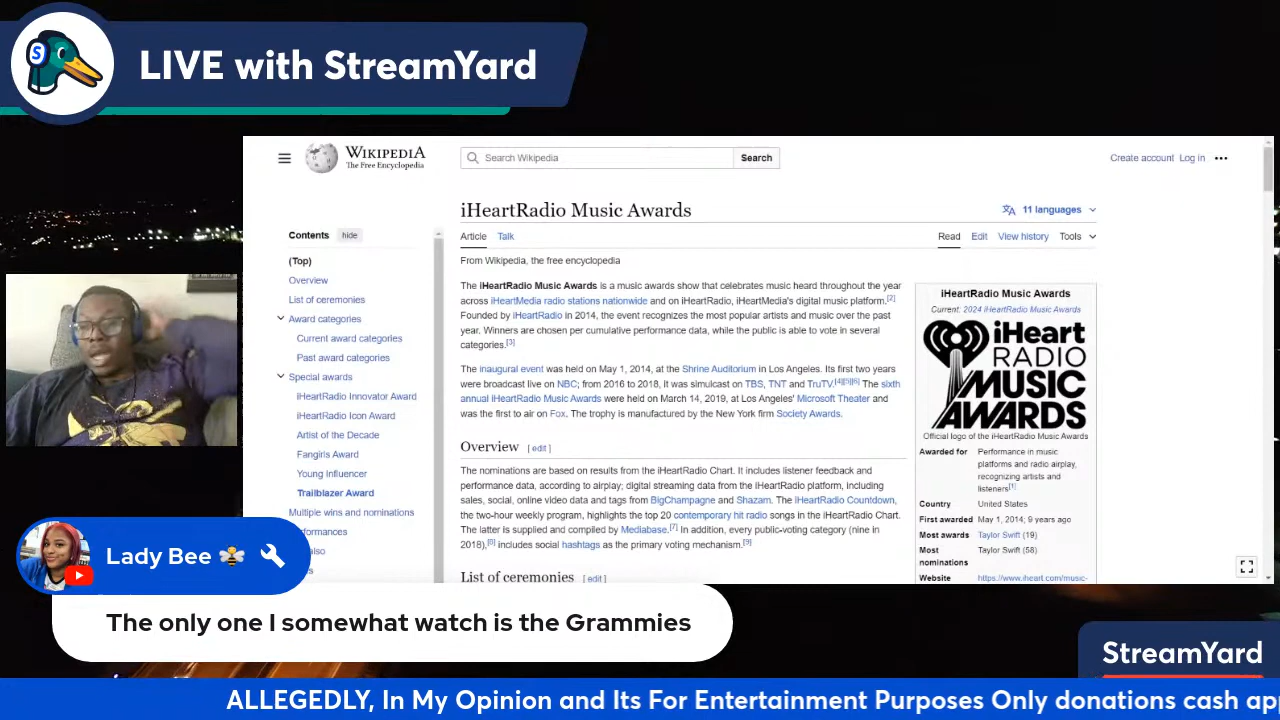 LIVE with StreamYard
WIKIPEDIA
The Free Encyclopedia
Search Wikipedia
Search
Create account Log in
iHeartRadio Music Awards
11 languages
Article Talk
Read Edit View history Tools
From Wikipedia, the free encyclopedia
Contents hide
(Top)
Overview
List of ceremonies
Award categories
Current award categories
Past award categories
Special awards
iHeartRadio Innovator Award
iHeartRadio Icon Award
Artist of the Decade
Fangirls Award
Young Influencer
Trailblazer Award
Multiple wins and nominations
The iHeartRadio Music Awards is a music awards show that celebrates music heard throughout the year
across iHeartMedia radio stations nationwide and on iHeartRadio, iHeartMedia's digital music platform.[2]
Founded by iHeartRadio in 2014, the event recognizes the most popular artists and music over the past
year. Winners are chosen per cumulative performance data, while the public is able to vote in several
categories.[3]
The inaugural event was held on May 1, 2014, at the Shrine Auditorium in Los Angeles. Its first two years
were broadcast live on NBC; from 2016 to 2018, it was simulcast on TBS, TNT and TruTV.[4][5][6] The sixth
annual iHeartRadio Music Awards were held on March 14, 2019, at Los Angeles' Microsoft Theater and
was the first to air on Fox. The trophy is manufactured by the New York firm Society Awards.
Overview [ edit ]
The nominations are based on results from the iHeartRadio Chart. It includes listener feedback and
performance data, according to airplay; digital streaming data from the iHeartRadio platform, including
sales, social, online video data and tags from BigChampagne and Shazam. The iHeartRadio Countdown,
the two-hour weekly program, highlights the top 20 contemporary hit radio songs in the iHeartRadio Chart.
The latter is supplied and compiled by Mediabase.[7] In addition, every public-voting category (nine in
2018),[8] includes social hashtags as the primary voting mechanism.[9]
List of ceremonies [ edit ]
iHeartRadio Music Awards
Current: 2024 iHeartRadio Music Awards
iHeart
RADIO
MUSIC
AWARDS
Official logo of the iHeartRadio Music Awards
Awarded for Performance in music
platforms and radio airplay,
recognizing artists and
listeners[1]
Country United States
First awarded May 1, 2014; 9 years ago
Most awards Taylor Swift (19)
Most Taylor Swift (58)
nominations
Website https://www.iheart.com/music-
Lady Bee 🐝
The only one I somewhat watch is the Grammies
StreamYard
ALLEGEDLY, In My Opinion and Its For Entertainment Purposes Only donations cash app